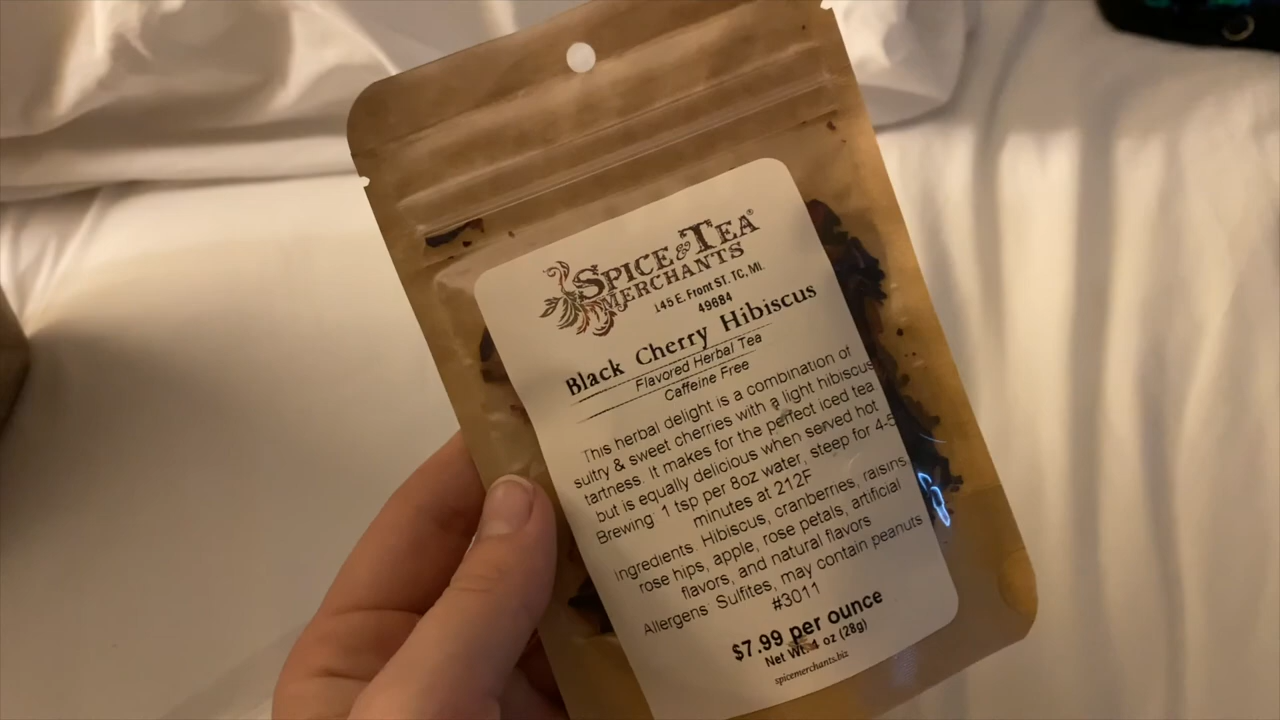 SPICE & TEA®
MERCHANTS
145 E. Front ST, TC, MI.
49684
Black Cherry Hibiscus
Flavored Herbal Tea
Caffeine Free
This herbal delight is a combination of
sultry & sweet cherries with a light hibiscus
tartness. It makes for the perfect iced tea
but is equally delicious when served hot
Brewing: 1 tsp per 8oz water, steep for 4-5
minutes at 212F
Ingredients: Hibiscus, cranberries, raisins
rose hips, apple, rose petals, artificial
flavors, and natural flavors
Allergens: Sulfites, may contain peanuts
#3011
$7.99 per ounce
Net Wt. 1 oz (28g)
spicemerchants.biz